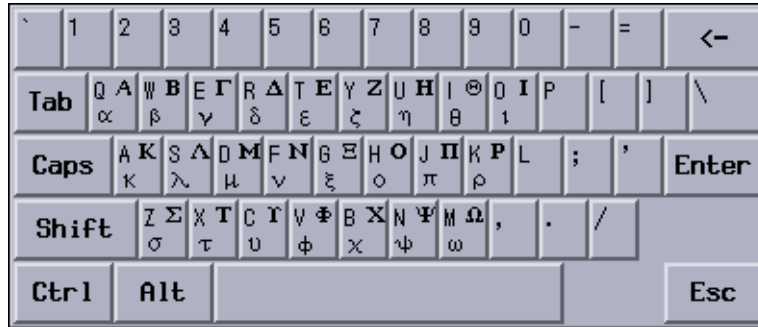 ` 1 2 3 4 5 6 7 8 9 0 - = <-
Tab Q Α W Β E Γ R Δ T Ε Y Ζ U Η I Θ O Ι P [ ] \
α β γ δ ε ζ η θ ι
Caps A Κ S Λ D Μ F Ν G Ξ H Ο J Π K Ρ L ; ' Enter
κ λ μ ν ξ ο π ρ
Shift Z Σ X Τ C Υ V Φ B Χ N Ψ M Ω , . /
σ τ υ φ χ ψ ω
Ctrl Alt Esc